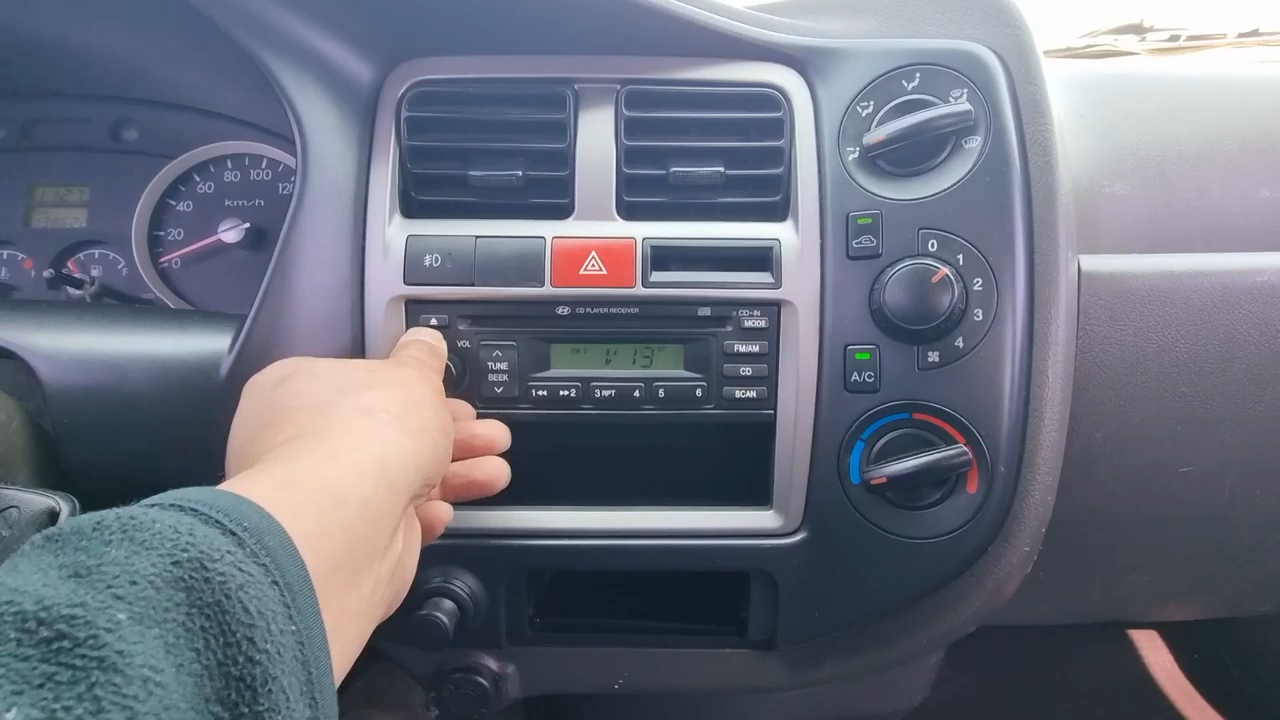 20
40
60
80
100
120
km/h
0
CD PLAYER RECEIVER
CD-IN
MODE
VOL
TUNE
SEEK
FM/AM
CD
SCAN
1
2
3 RPT
4
5
6
0
1
2
3
4
A/C